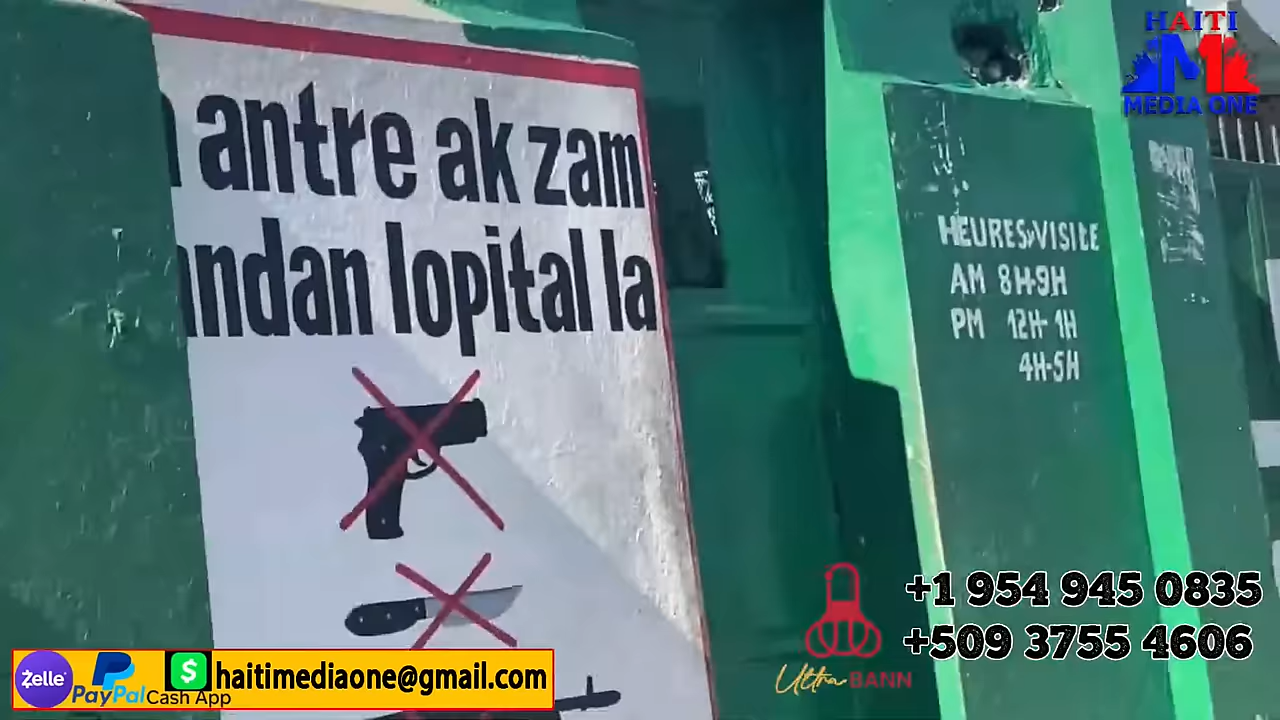 antre ak zam
andan lopital la
HEURES VISITE
AM 8H-9H
PM 12H-1H
4H-5H
HAITI
MEDIA ONE
+1 954 945 0835
+509 3755 4606
Ultra BANN
Zelle
PayPal
Cash App
haitimediaone@gmail.com